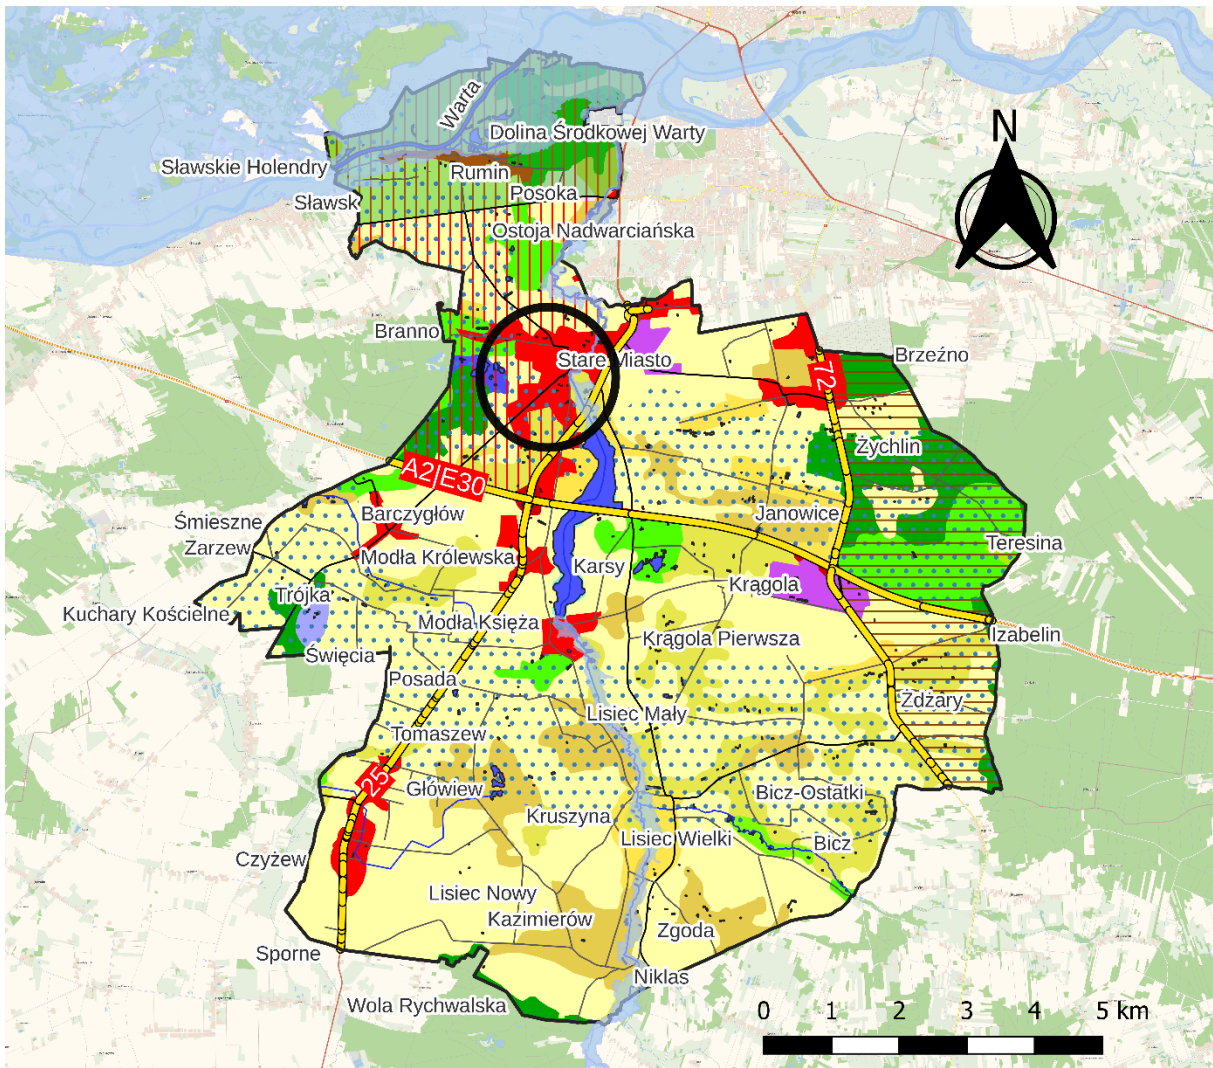 N
Warta
Dolina Środkowej Warty
Sławskie Holendry
Rumin
Posoka
Sławsk
Ostoja Nadwarciańska
Branno
Stare Miasto
Brzeźno
72
Żychlin
A2|E30
Barczygłów
Janowice
Śmieszne
Zarzew
Modła Królewska
Teresina
Karsy
Krągola
Trójka
Kuchary Kościelne
Modła Księża
Krągola Pierwsza
Izabelin
Święcia
Posada
Żdżary
Lisiec Mały
Tomaszew
25
Główiew
Bicz-Ostatki
Kruszyna
Lisiec Wielki
Bicz
Czyżew
Lisiec Nowy
Kazimierów
Zgoda
Sporne
Niklas
Wola Rychwalska
0 1 2 3 4 5 km